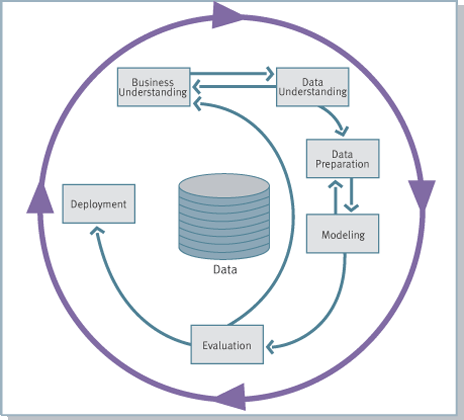 Business
Understanding
Data
Understanding
Data
Preparation
Deployment
Modeling
Data
Evaluation